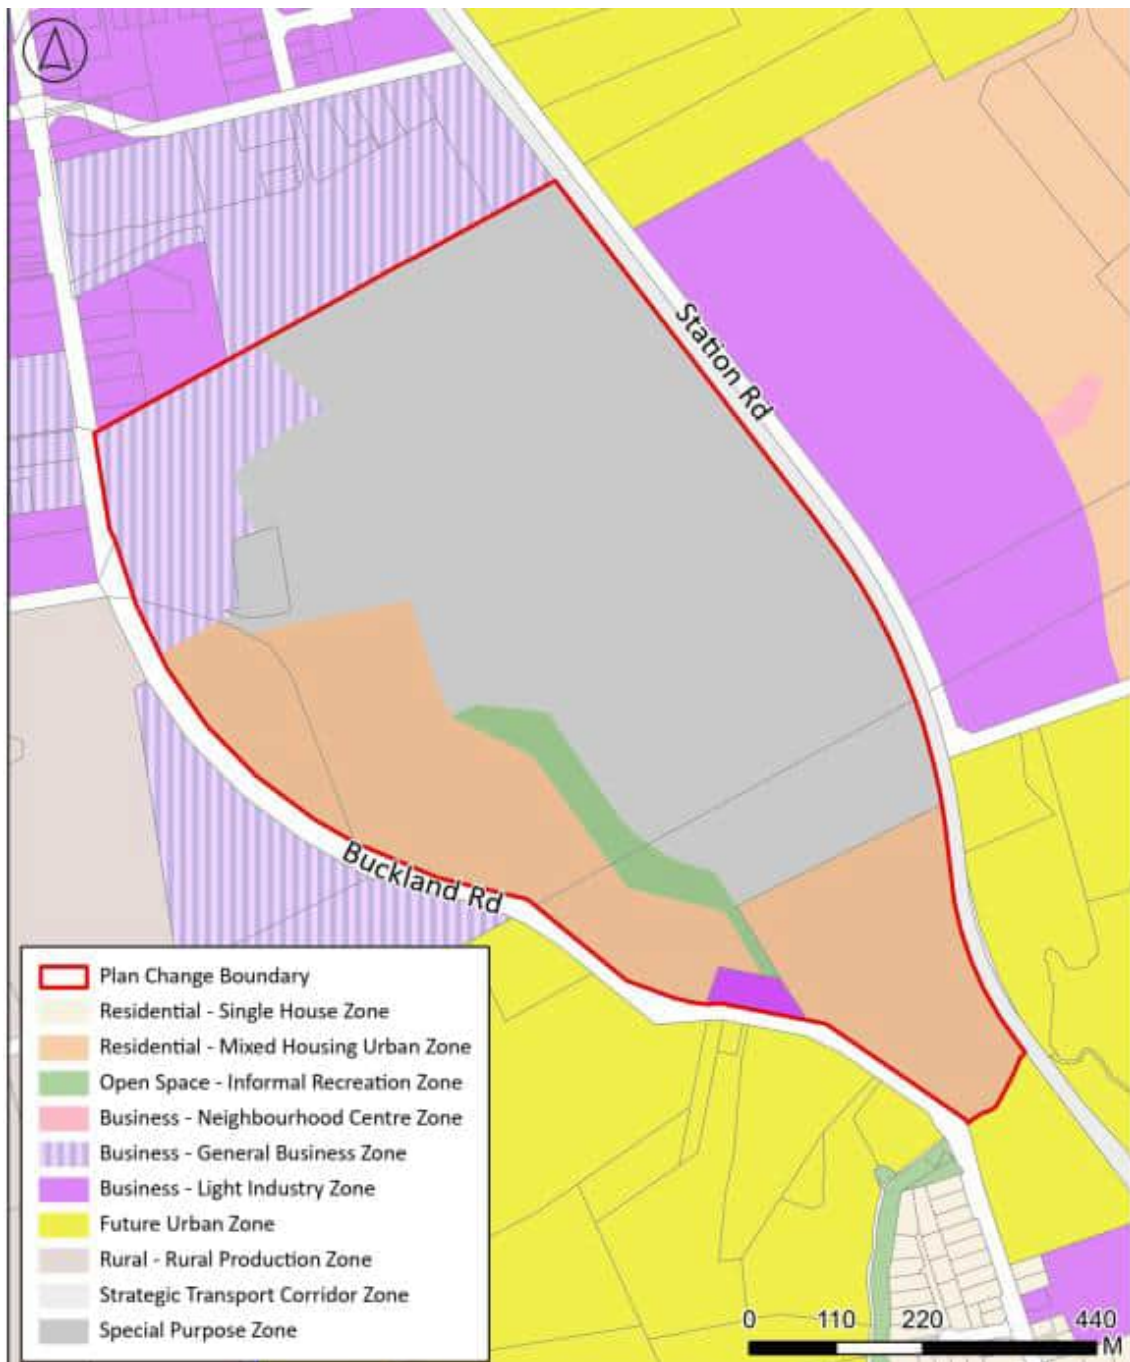 Station Rd
Buckland Rd
Plan Change Boundary
Residential - Single House Zone
Residential - Mixed Housing Urban Zone
Open Space - Informal Recreation Zone
Business - Neighbourhood Centre Zone
Business - General Business Zone
Business - Light Industry Zone
Future Urban Zone
Rural - Rural Production Zone
Strategic Transport Corridor Zone
Special Purpose Zone
0 110 220 440
M